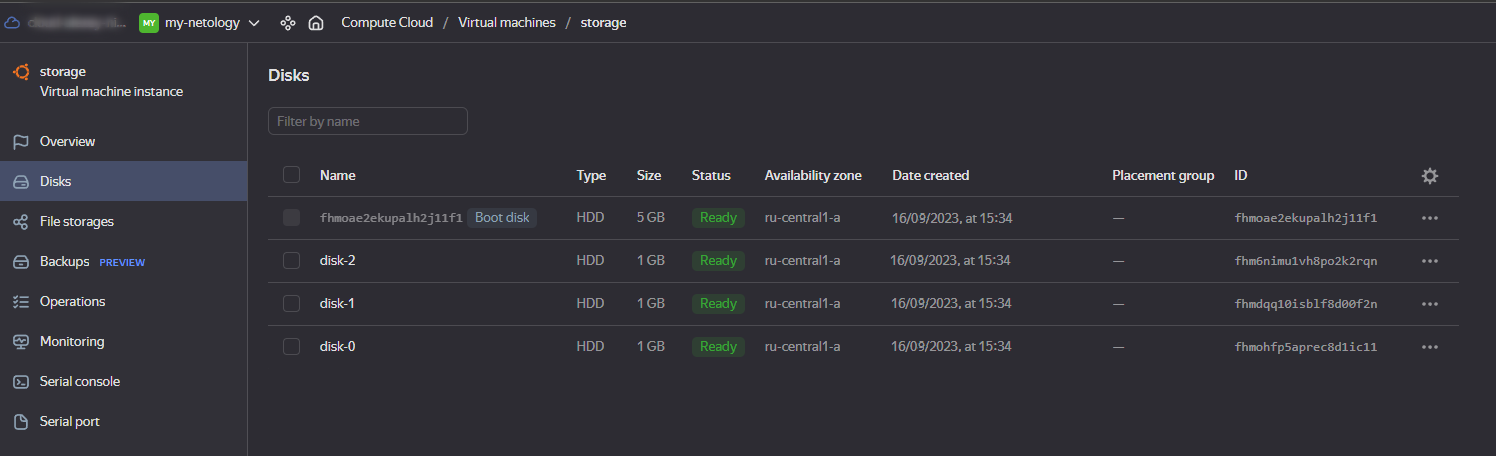 MY my-netology Compute Cloud / Virtual machines / storage
storage
Virtual machine instance
Overview
Disks
File storages
Backups PREVIEW
Operations
Monitoring
Serial console
Serial port
Disks
Filter by name
Name Type Size Status Availability zone Date created Placement group ID
fhmoae2ekupalh2j11f1 Boot disk HDD 5 GB Ready ru-central1-a 16/09/2023, at 15:34 — fhmoae2ekupalh2j11f1
disk-2 HDD 1 GB Ready ru-central1-a 16/09/2023, at 15:34 — fhm6nimu1vh8po2k2rqn
disk-1 HDD 1 GB Ready ru-central1-a 16/09/2023, at 15:34 — fhmdqq10isblf8d00f2n
disk-0 HDD 1 GB Ready ru-central1-a 16/09/2023, at 15:34 — fhmohfp5aprec8d1ic11